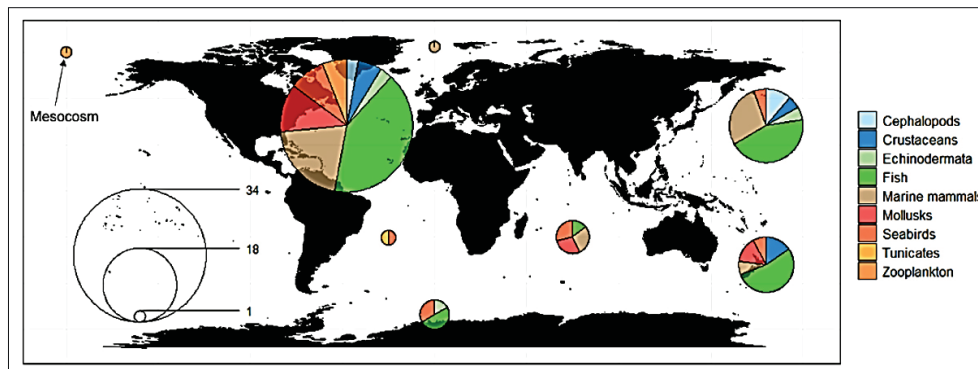 Mesocosm
34
18
1
Cephalopods
Crustaceans
Echinodermata
Fish
Marine mammals
Mollusks
Seabirds
Tunicates
Zooplankton